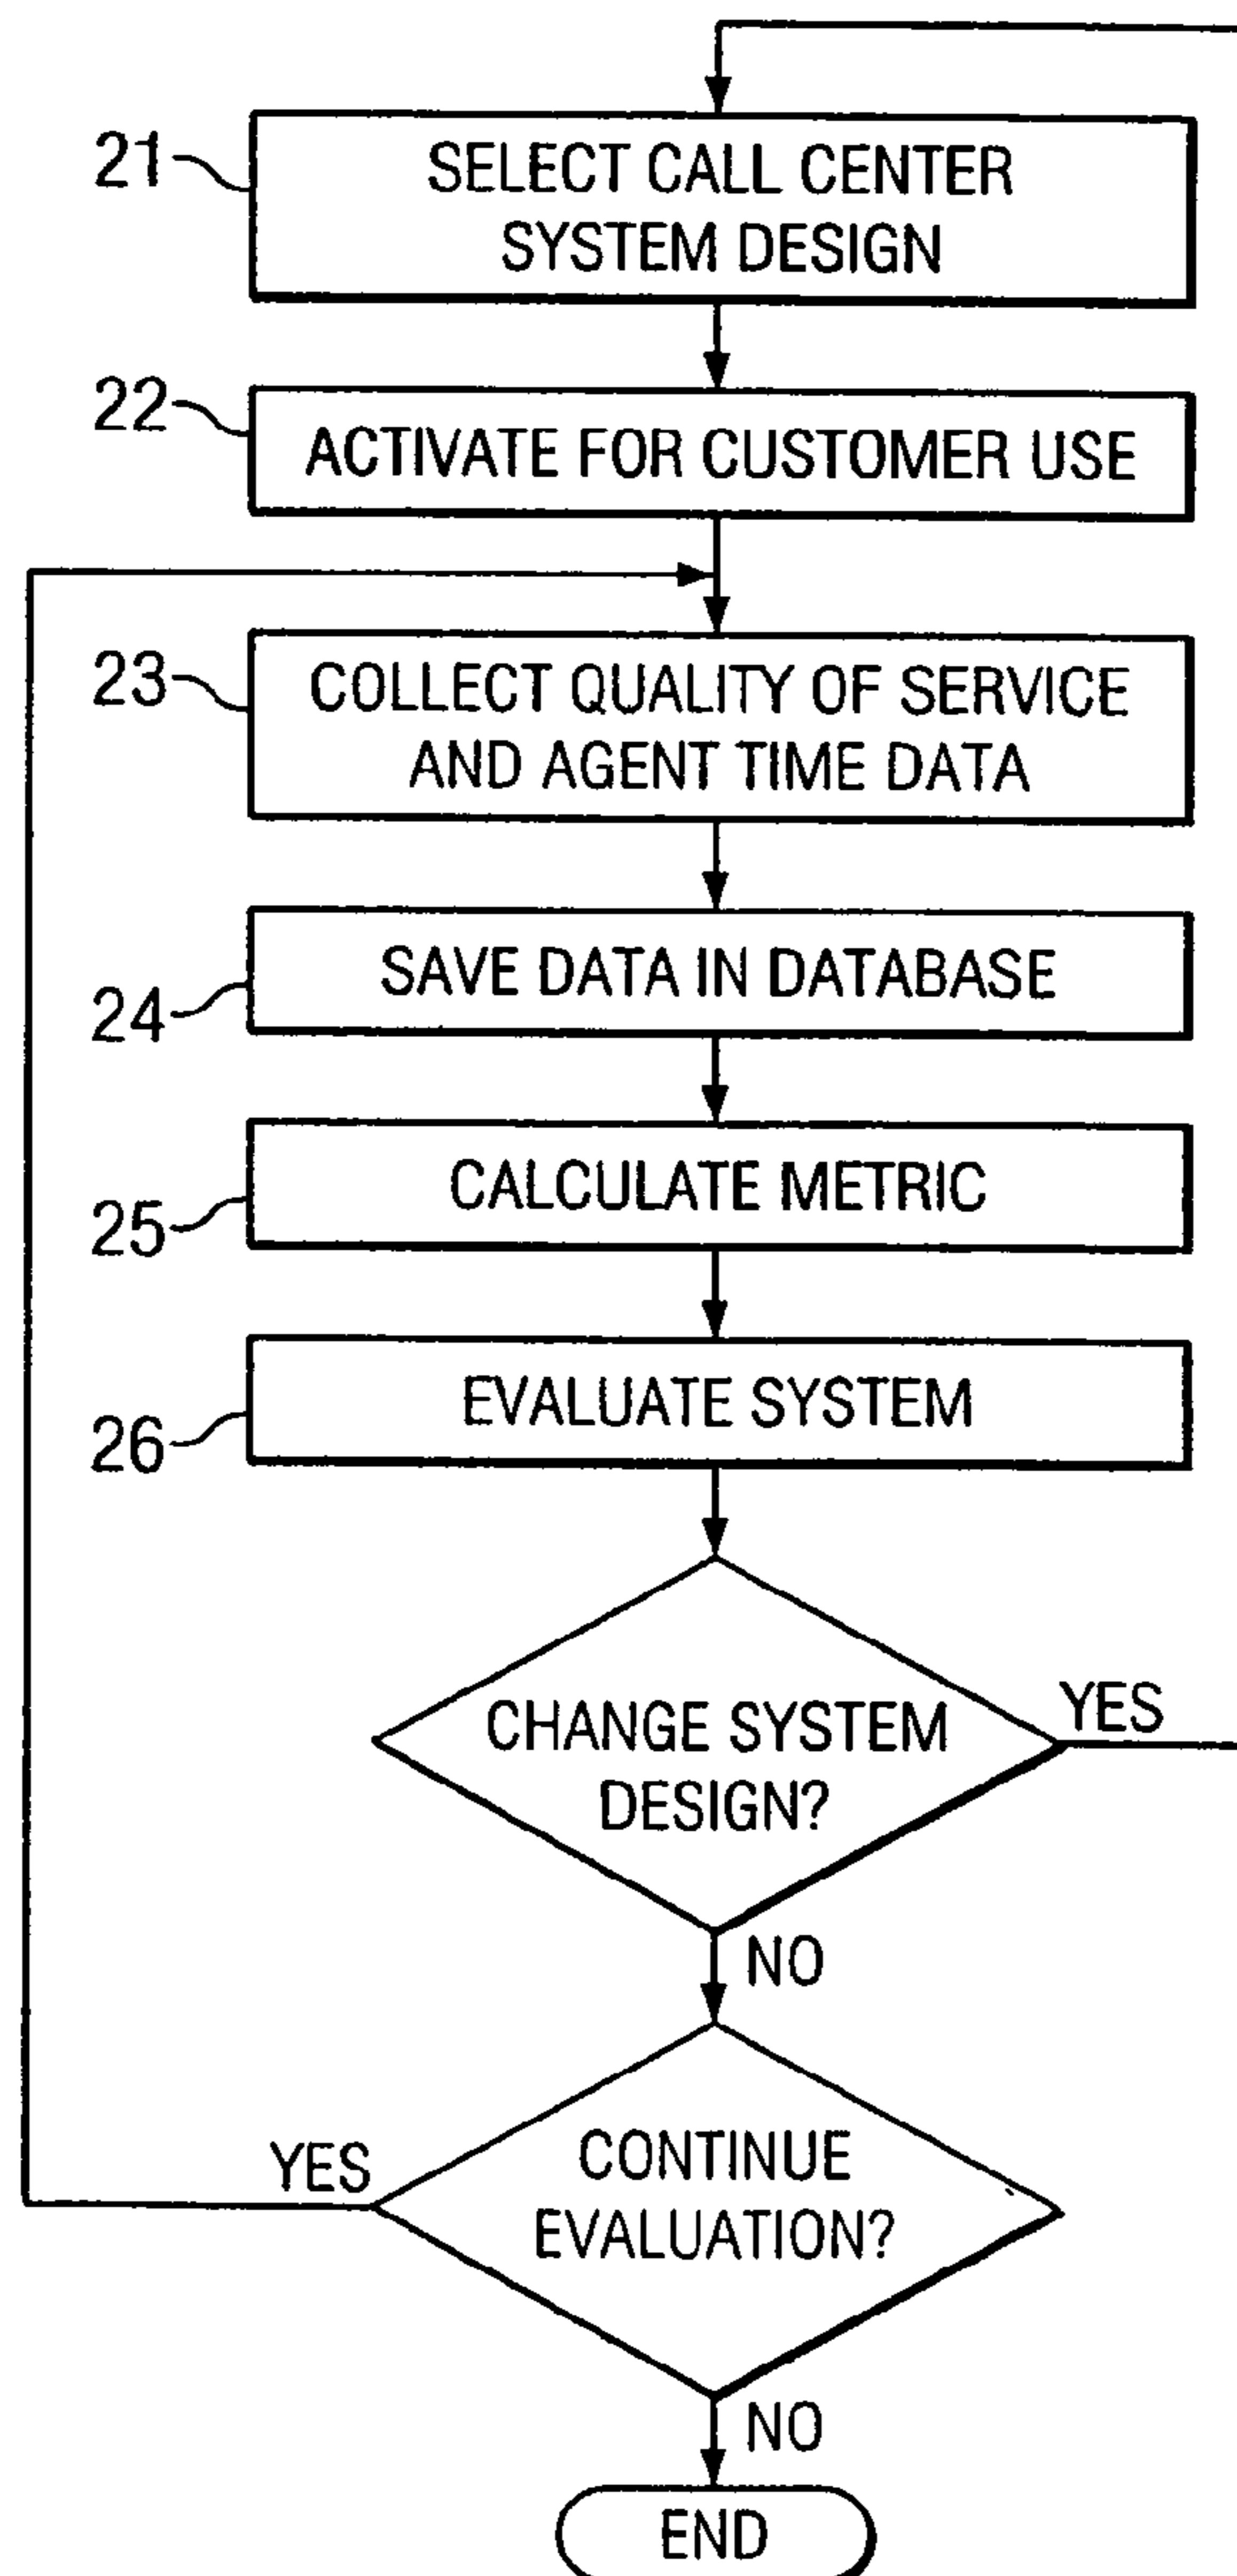 21
SELECT CALL CENTER
SYSTEM DESIGN
22
ACTIVATE FOR CUSTOMER USE
23
COLLECT QUALITY OF SERVICE
AND AGENT TIME DATA
24
SAVE DATA IN DATABASE
25
CALCULATE METRIC
26
EVALUATE SYSTEM
CHANGE SYSTEM
DESIGN?
YES
NO
CONTINUE
EVALUATION?
YES
NO
END